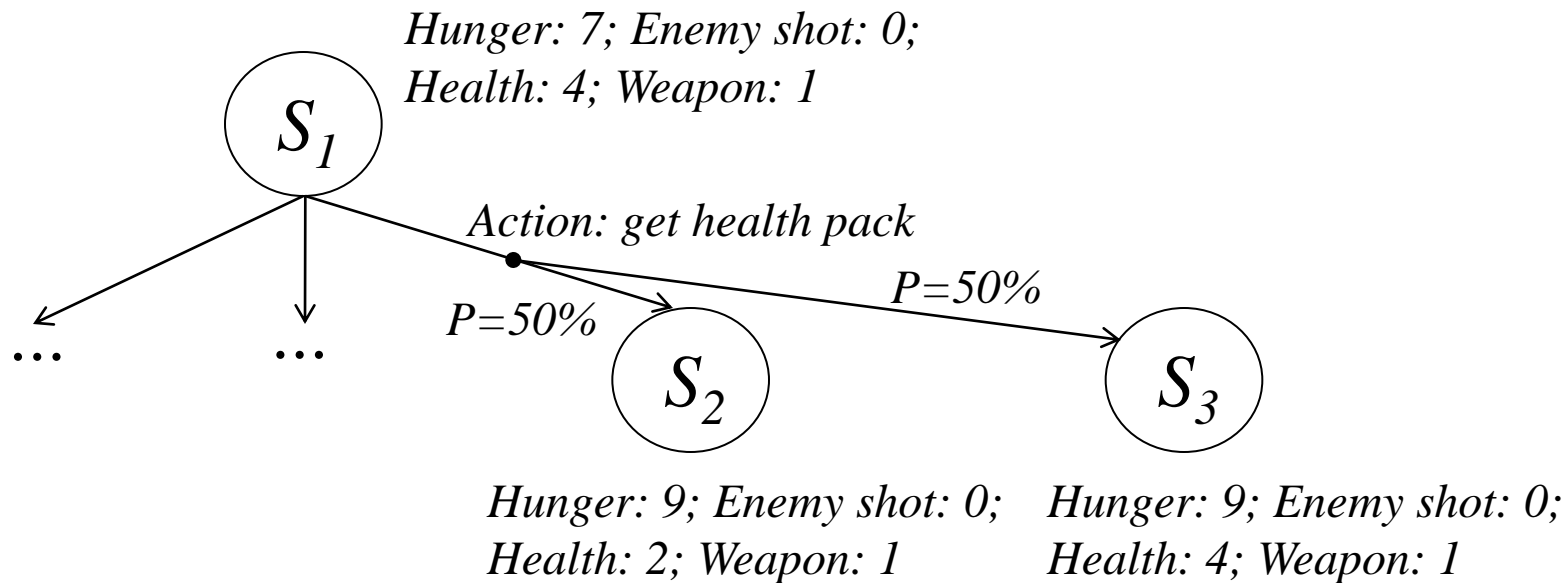 Hunger: 7; Enemy shot: 0;
Health: 4; Weapon: 1
S1
Action: get health pack
P=50%
P=50%
...
...
S2
S3
Hunger: 9; Enemy shot: 0;
Health: 2; Weapon: 1
Hunger: 9; Enemy shot: 0;
Health: 4; Weapon: 1